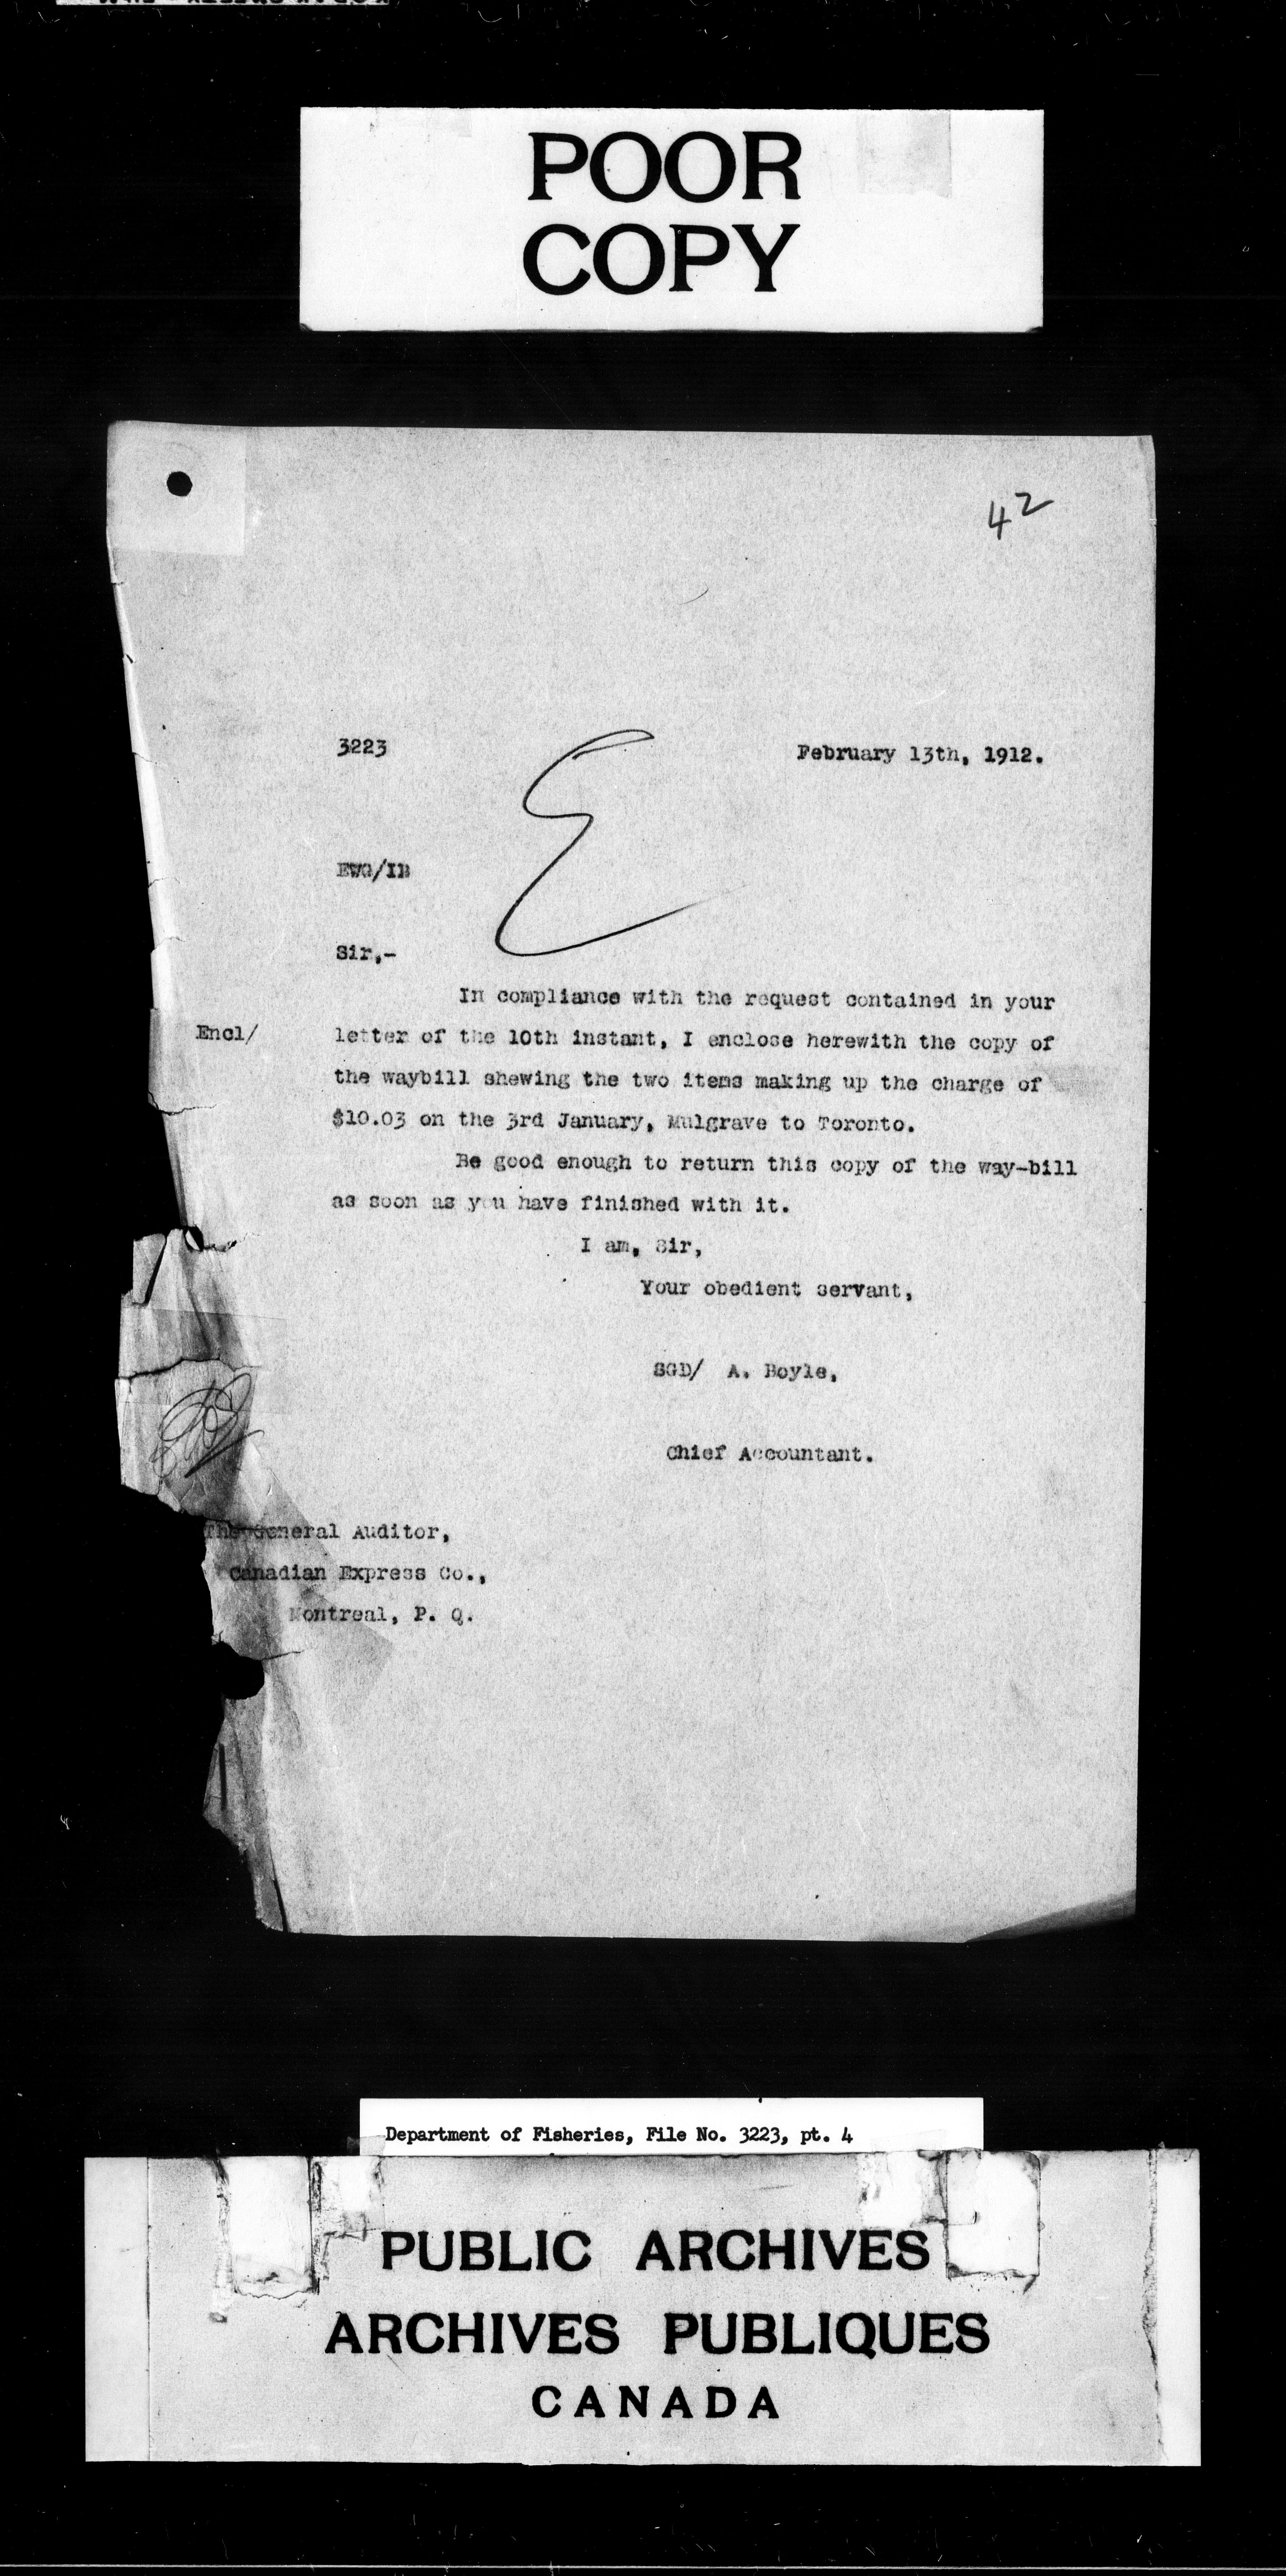 POOR
COPY
42
3223
February 13th, 1912.
E
EWG/IB
Sir,-
In compliance with the request contained in your
Encl/ letter of the 10th instant, I enclose herewith the copy of
the waybill shewing the two items making up the charge of
$10.03 on the 3rd January, Mulgrave to Toronto.
Be good enough to return this copy of the way-bill
as soon as you have finished with it.
I am, Sir,
Your obedient servant,
SGD/ A. Boyle,
Chief Accountant.
The General Auditor,
Canadian Express Co.,
Montreal, P. Q.
Department of Fisheries, File No. 3223, pt. 4
PUBLIC ARCHIVES
ARCHIVES PUBLIQUES
CANADA